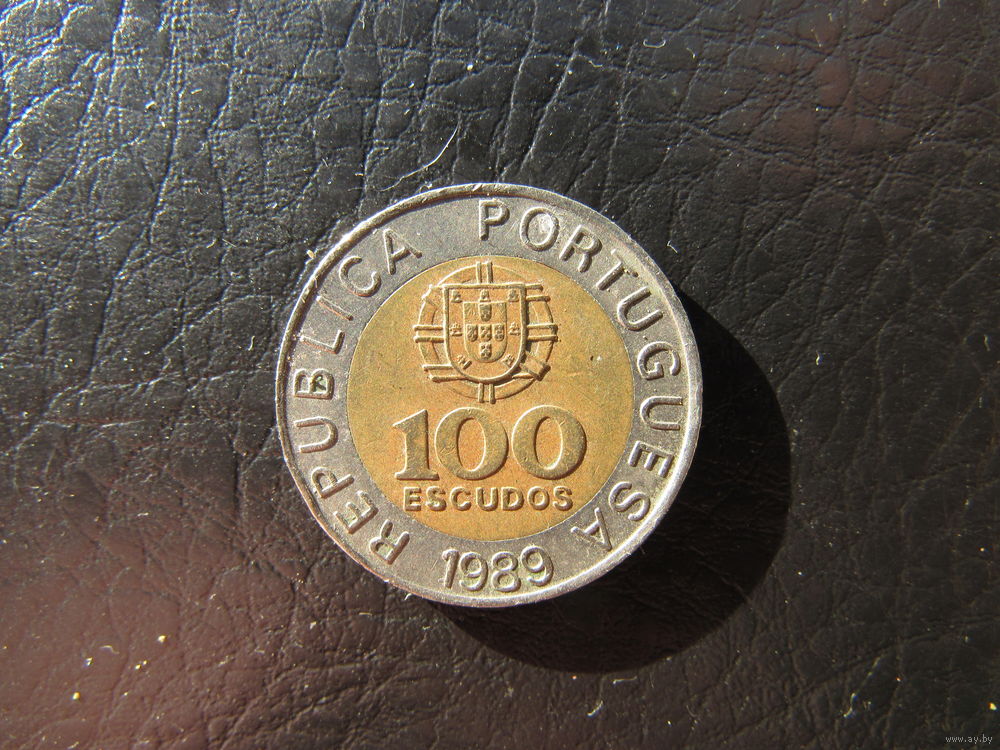 REPUBLICA PORTUGUESA
100
ESCUDOS
1989
www.ay.by